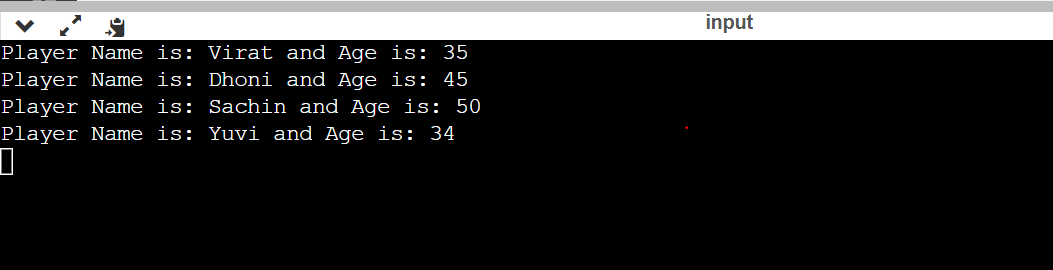 input
Player Name is: Virat and Age is: 35
Player Name is: Dhoni and Age is: 45
Player Name is: Sachin and Age is: 50
Player Name is: Yuvi and Age is: 34